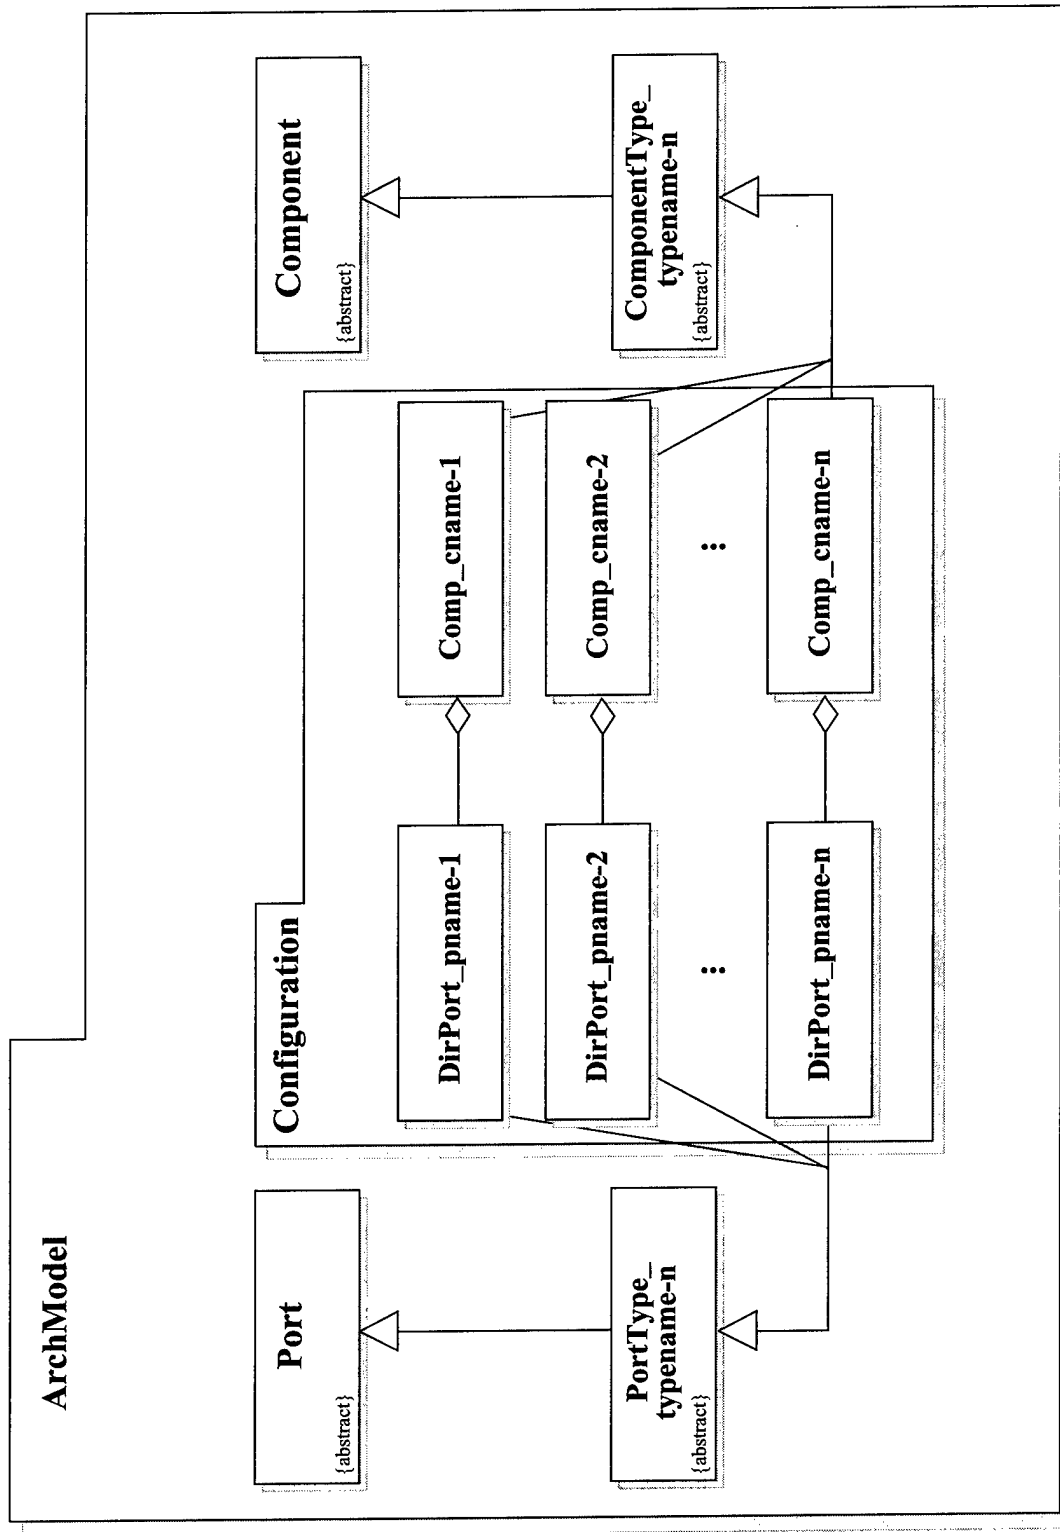 ArchModel
Port
{abstract}
Configuration
Component
{abstract}
DirPort_pname-1
Comp_cname-1
DirPort_pname-2
Comp_cname-2
PortType_
typename-n
{abstract}
ComponentType_
typename-n
{abstract}
...
...
DirPort_pname-n
Comp_cname-n